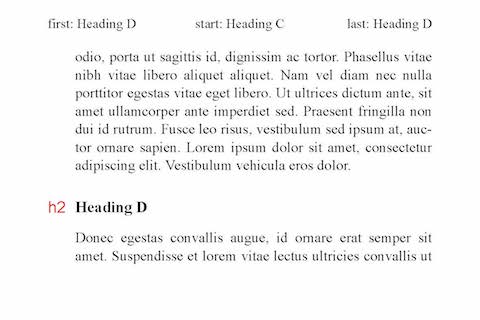 first: Heading D start: Heading C last: Heading D
odio, porta ut sagittis id, dignissim ac tortor. Phasellus vitae
nibh vitae libero aliquet aliquet. Nam vel diam nec nulla
porttitor egestas vitae eget libero. Ut ultrices dictum ante, sit
amet ullamcorper ante imperdiet sed. Praesent fringilla non
dui id rutrum. Fusce leo risus, vestibulum sed ipsum at, auc-
tor ornare sapien. Lorem ipsum dolor sit amet, consectetur
adipiscing elit. Vestibulum vehicula eros dolor.
h2 Heading D
Donec egestas convallis augue, id ornare erat semper sit
amet. Suspendisse et lorem vitae lectus ultricies convallis ut